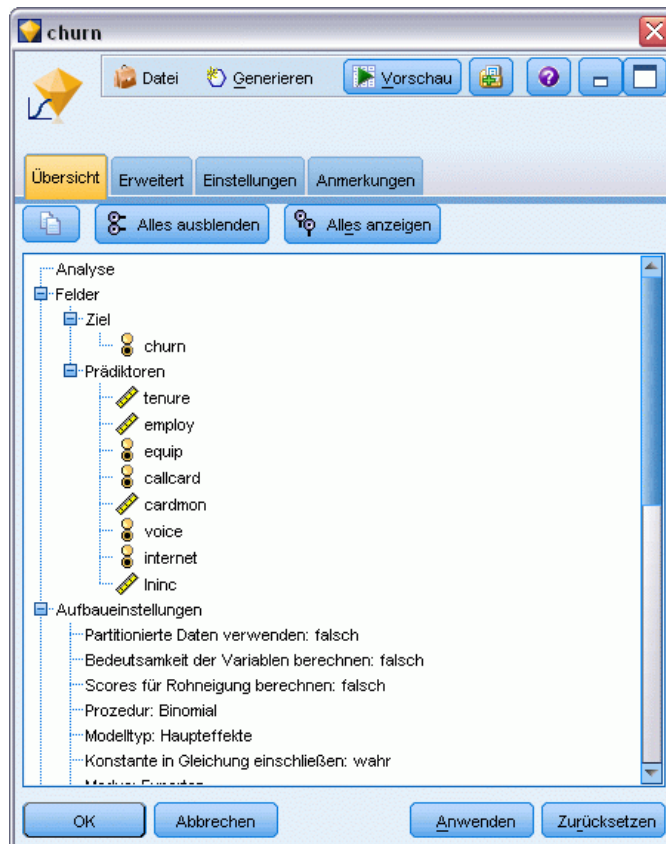 churn
Datei Generieren Vorschau
Übersicht Erweitert Einstellungen Anmerkungen
Alles ausblenden Alles anzeigen
Analyse
Felder
Ziel
churn
Prädiktoren
tenure
employ
equip
callcard
cardmon
voice
internet
lninc
Aufbaueinstellungen
Partitionierte Daten verwenden: falsch
Bedeutsamkeit der Variablen berechnen: falsch
Scores für Rohneigung berechnen: falsch
Prozedur: Binomial
Modelltyp: Haupteffekte
Konstante in Gleichung einschließen: wahr
OK Abbrechen Anwenden Zurücksetzen